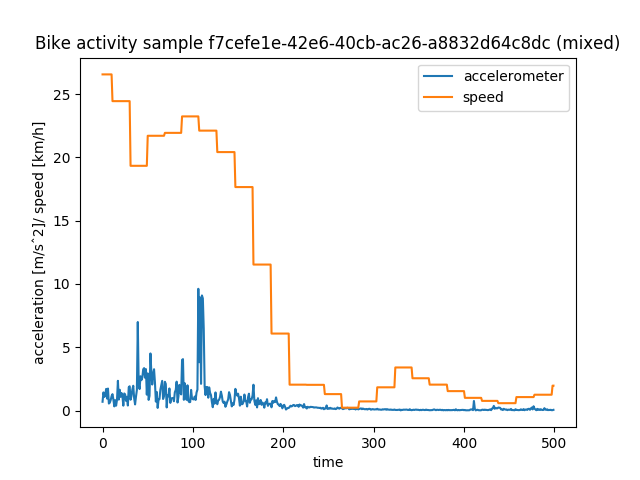 Bike activity sample f7cefe1e-42e6-40cb-ac26-a8832d64c8dc (mixed)
accelerometer
speed
acceleration [m/s^2]/ speed [km/h]
25
20
15
10
5
0
0 100 200 300 400 500
time